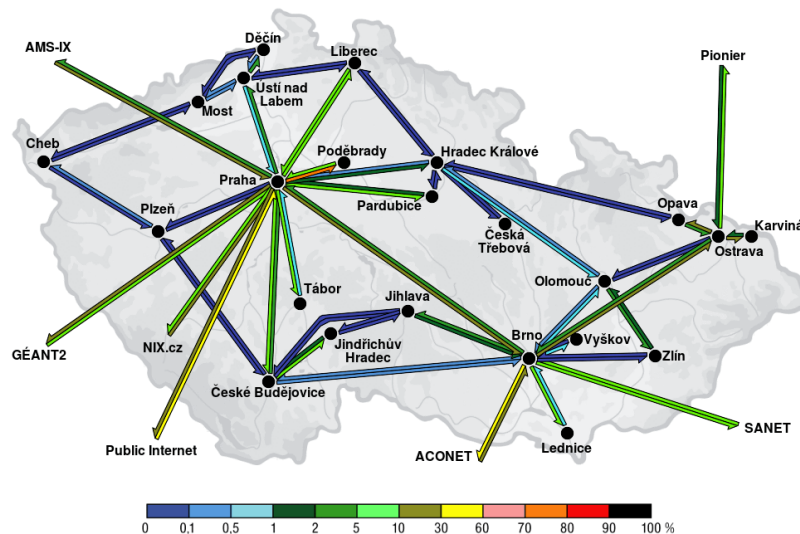 Děčín
AMS-IX
Liberec
Pionier
Ústí nad
Labem
Most
Cheb
Poděbrady
Hradec Králové
Praha
Pardubice
Opava
Plzeň
Karviná
Česká
Třebová
Ostrava
Olomouc
Tábor
Jihlava
Brno
Vyškov
GÉANT2
NIX.cz
Jindřichův
Hradec
Zlín
České Budějovice
SANET
Public Internet
ACONET
Lednice
0 0,1 0,5 1 2 5 10 30 60 70 80 90 100 %